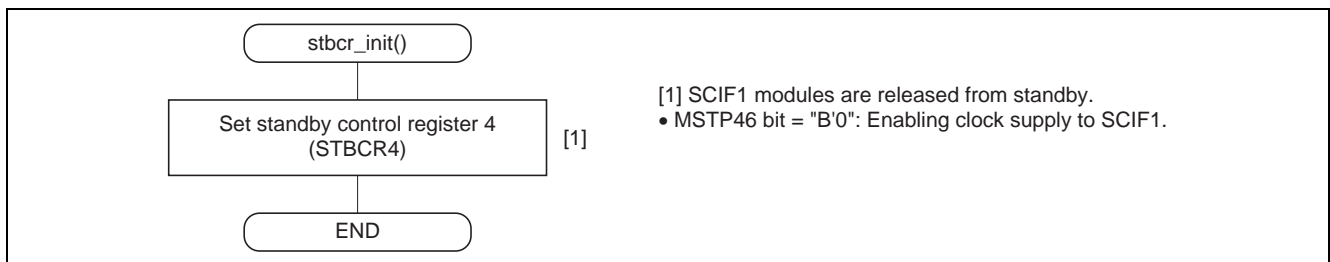 stbcr_init()
Set standby control register 4
(STBCR4)
[1]
END
[1] SCIF1 modules are released from standby.
• MSTP46 bit = "B'0": Enabling clock supply to SCIF1.